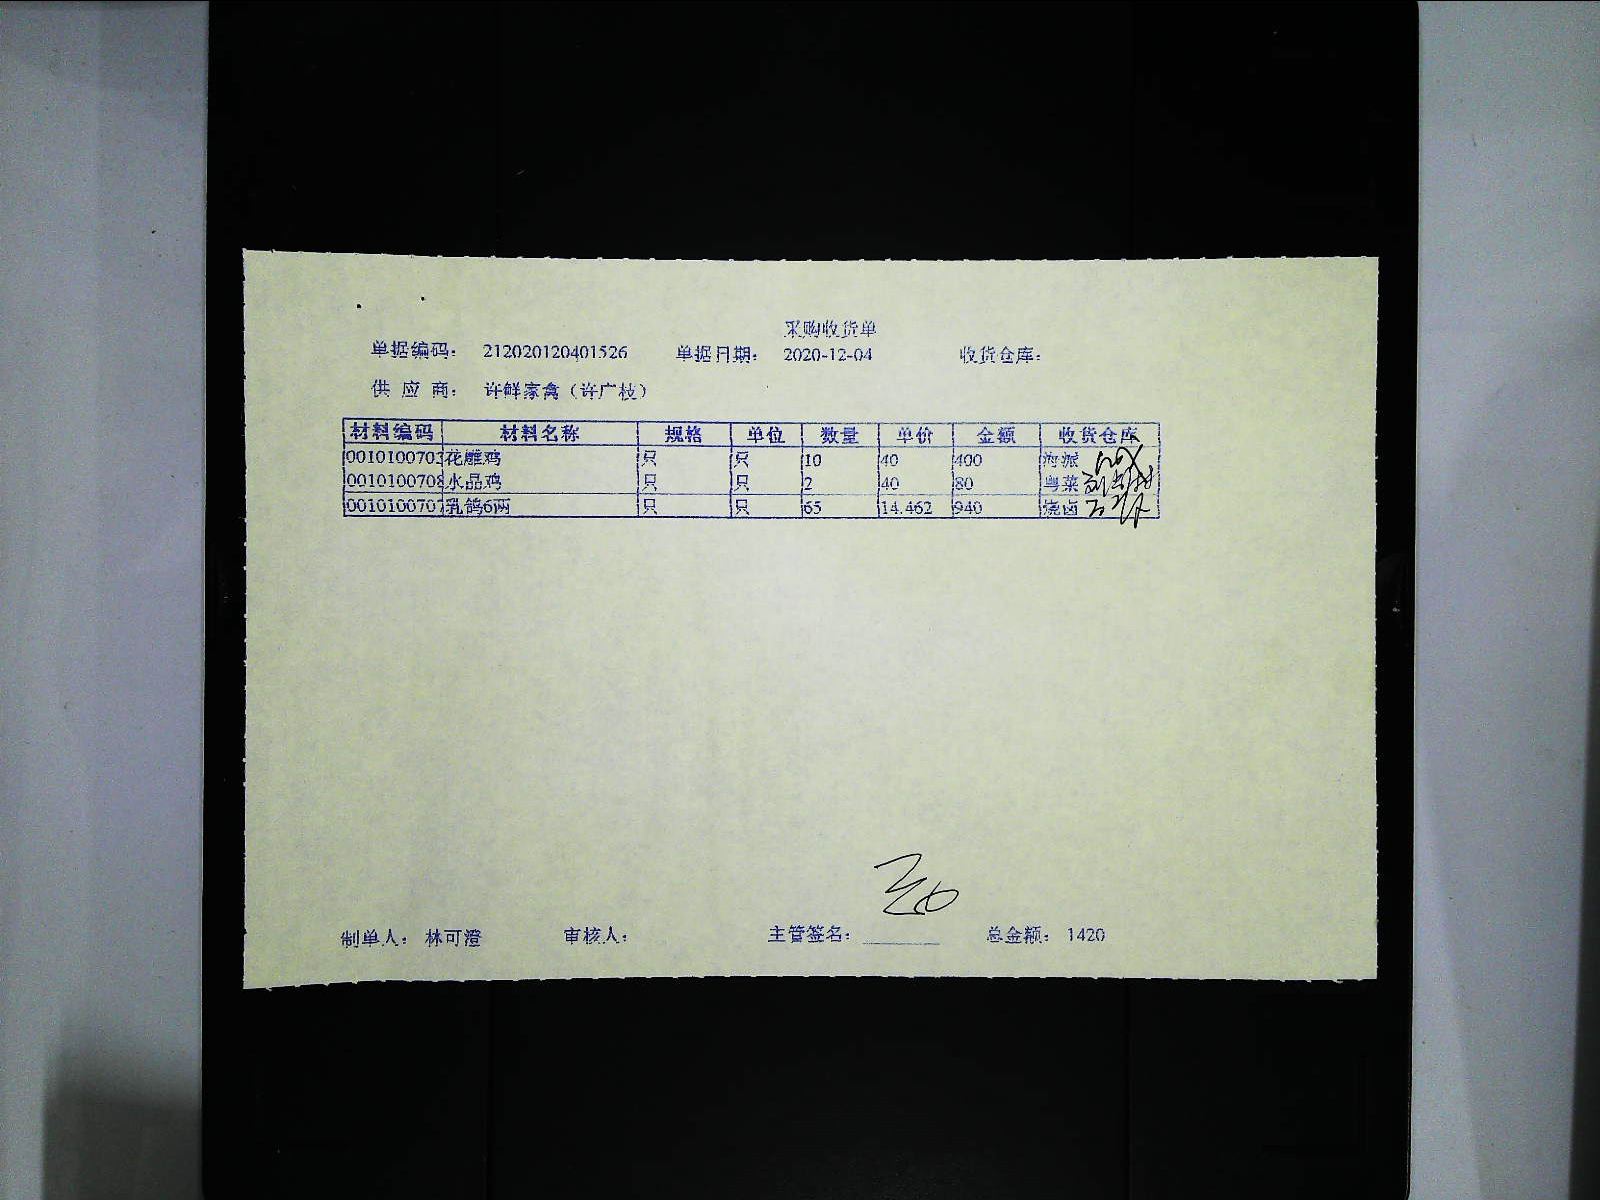 采购收货单
单据编码： 212020120401526 单据日期： 2020-12-04 收货仓库：
供 应 商： 许鲜家禽（许广枝）
材料编码 材料名称 规格 单位 数量 单价 金额 收货仓库
0010100703 花雕鸡 只 只 10 40 400 海派
0010100708 水晶鸡 只 只 2 40 80 粤菜
0010100707 乳鸽6两 只 只 65 14.462 940 烧卤
制单人： 林可澄 审核人： 主管签名： 总金额： 1420